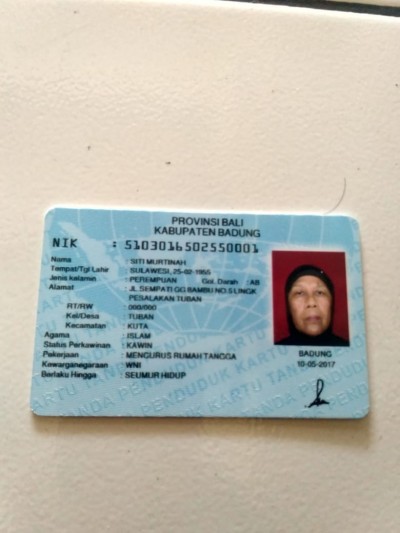 PROVINSI BALI
KABUPATEN BADUNG
NIK : 5103016502550001
Nama : SITI MURTINAH
Tempat/Tgl Lahir : SULAWESI, 25-02-1955
Jenis kelamin : PEREMPUAN Gol. Darah : AB
Alamat : JL SEMPATI GG BAMBU NO 5 LINGK
PESALAKAN TUBAN
RT/RW : 000/000
Kel/Desa : TUBAN
Kecamatan : KUTA
Agama : ISLAM
Status Perkawinan : KAWIN
Pekerjaan : MENGURUS RUMAH TANGGA
Kewarganegaraan : WNI
Berlaku Hingga : SEUMUR HIDUP
BADUNG
10-05-2017